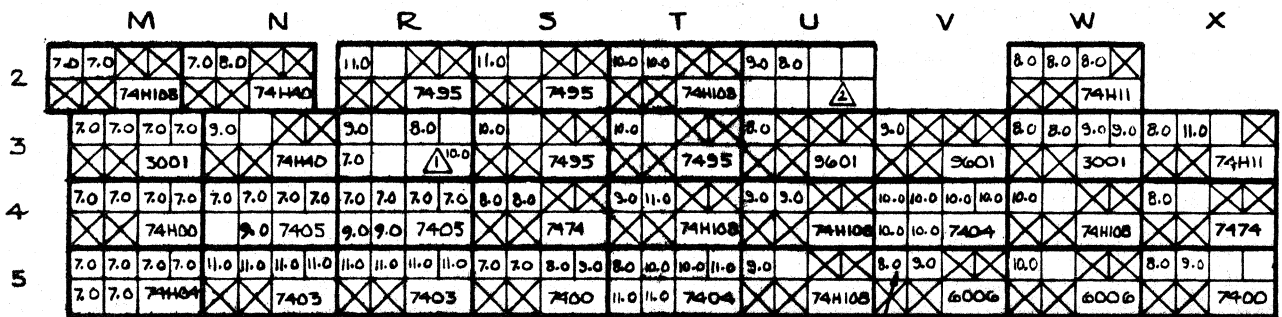 M N R S T U V W X
2 7.0 7.0 7.0 8.0 11.0 11.0 10.0 10.0 9.0 8.0 8.0 8.0 8.0
74H108 74H40 7495 7495 74H108 2 74H11
3 7.0 7.0 7.0 7.0 9.0 9.0 8.0 10.0 10.0 8.0 9.0 8.0 8.0 9.0 9.0 8.0 11.0
3001 74H40 7.0 1 10.0 7495 7495 9601 9601 3001 74H11
4 7.0 7.0 7.0 7.0 7.0 7.0 7.0 7.0 7.0 7.0 7.0 7.0 8.0 8.0 9.0 11.0 9.0 9.0 10.0 10.0 10.0 10.0 10.0 8.0
74H00 9.0 7405 9.0 9.0 7405 7474 74H108 74H108 10.0 10.0 7404 74H108 7474
5 7.0 7.0 7.0 7.0 11.0 11.0 11.0 11.0 11.0 11.0 11.0 11.0 7.0 7.0 8.0 9.0 8.0 10.0 10.0 11.0 9.0 8.0 9.0 10.0 8.0 9.0
7.0 7.0 74H04 7403 7403 7400 11.0 11.0 7404 74H108 6006 6006 7400